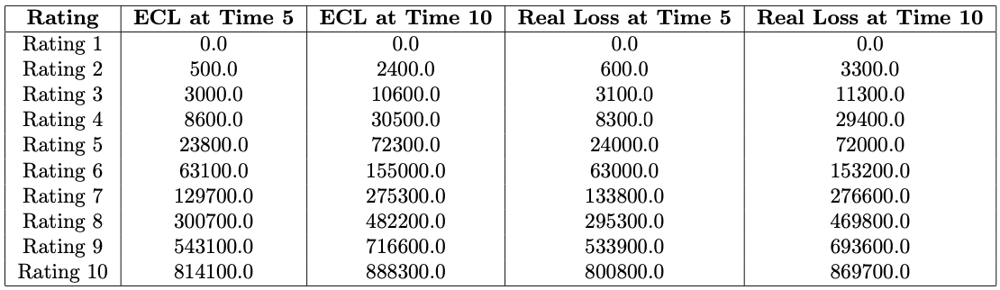 Rating ECL at Time 5 ECL at Time 10 Real Loss at Time 5 Real Loss at Time 10
Rating 1 0.0 0.0 0.0 0.0
Rating 2 500.0 2400.0 600.0 3300.0
Rating 3 3000.0 10600.0 3100.0 11300.0
Rating 4 8600.0 30500.0 8300.0 29400.0
Rating 5 23800.0 72300.0 24000.0 72000.0
Rating 6 63100.0 155000.0 63000.0 153200.0
Rating 7 129700.0 275300.0 133800.0 276600.0
Rating 8 300700.0 482200.0 295300.0 469800.0
Rating 9 543100.0 716600.0 533900.0 693600.0
Rating 10 814100.0 888300.0 800800.0 869700.0